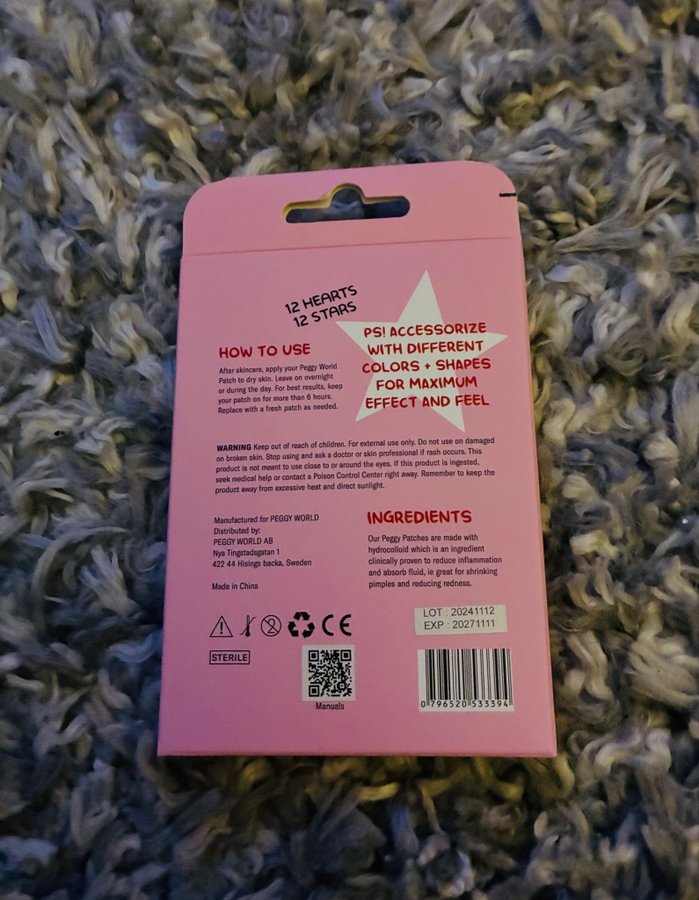 12 HEARTS
12 STARS
HOW TO USE
After skincare, apply your Peggy World
Patch to dry skin. Leave on overnight
or during the day. For best results, keep
your patch on for more than 6 hours.
Replace with a fresh patch as needed.
PS! ACCESSORIZE
WITH DIFFERENT
COLORS + SHAPES
FOR MAXIMUM
EFFECT AND FEEL
WARNING Keep out of reach of children. For external use only. Do not use on damaged
on broken skin. Stop using and ask a doctor or skin professional if rash occurs. This
product is not meant to use close to or around the eyes. If this product is ingested,
seek medical help or contact a Poison Control Center right away. Remember to keep the
product away from excessive heat and direct sunlight.
Manufactured for PEGGY WORLD
Distributed by:
PEGGY WORLD AB
Nya Tingstadsgatan 1
422 44 Hisings backa, Sweden
Made in China
INGREDIENTS
Our Peggy Patches are made with
hydrocolloid which is an ingredient
clinically proven to reduce inflammation
and absorb fluid, ie great for shrinking
pimples and reducing redness.
LOT : 20241112
EXP : 20271111
2
CE
STERILE
Manuals
0 796520 533394